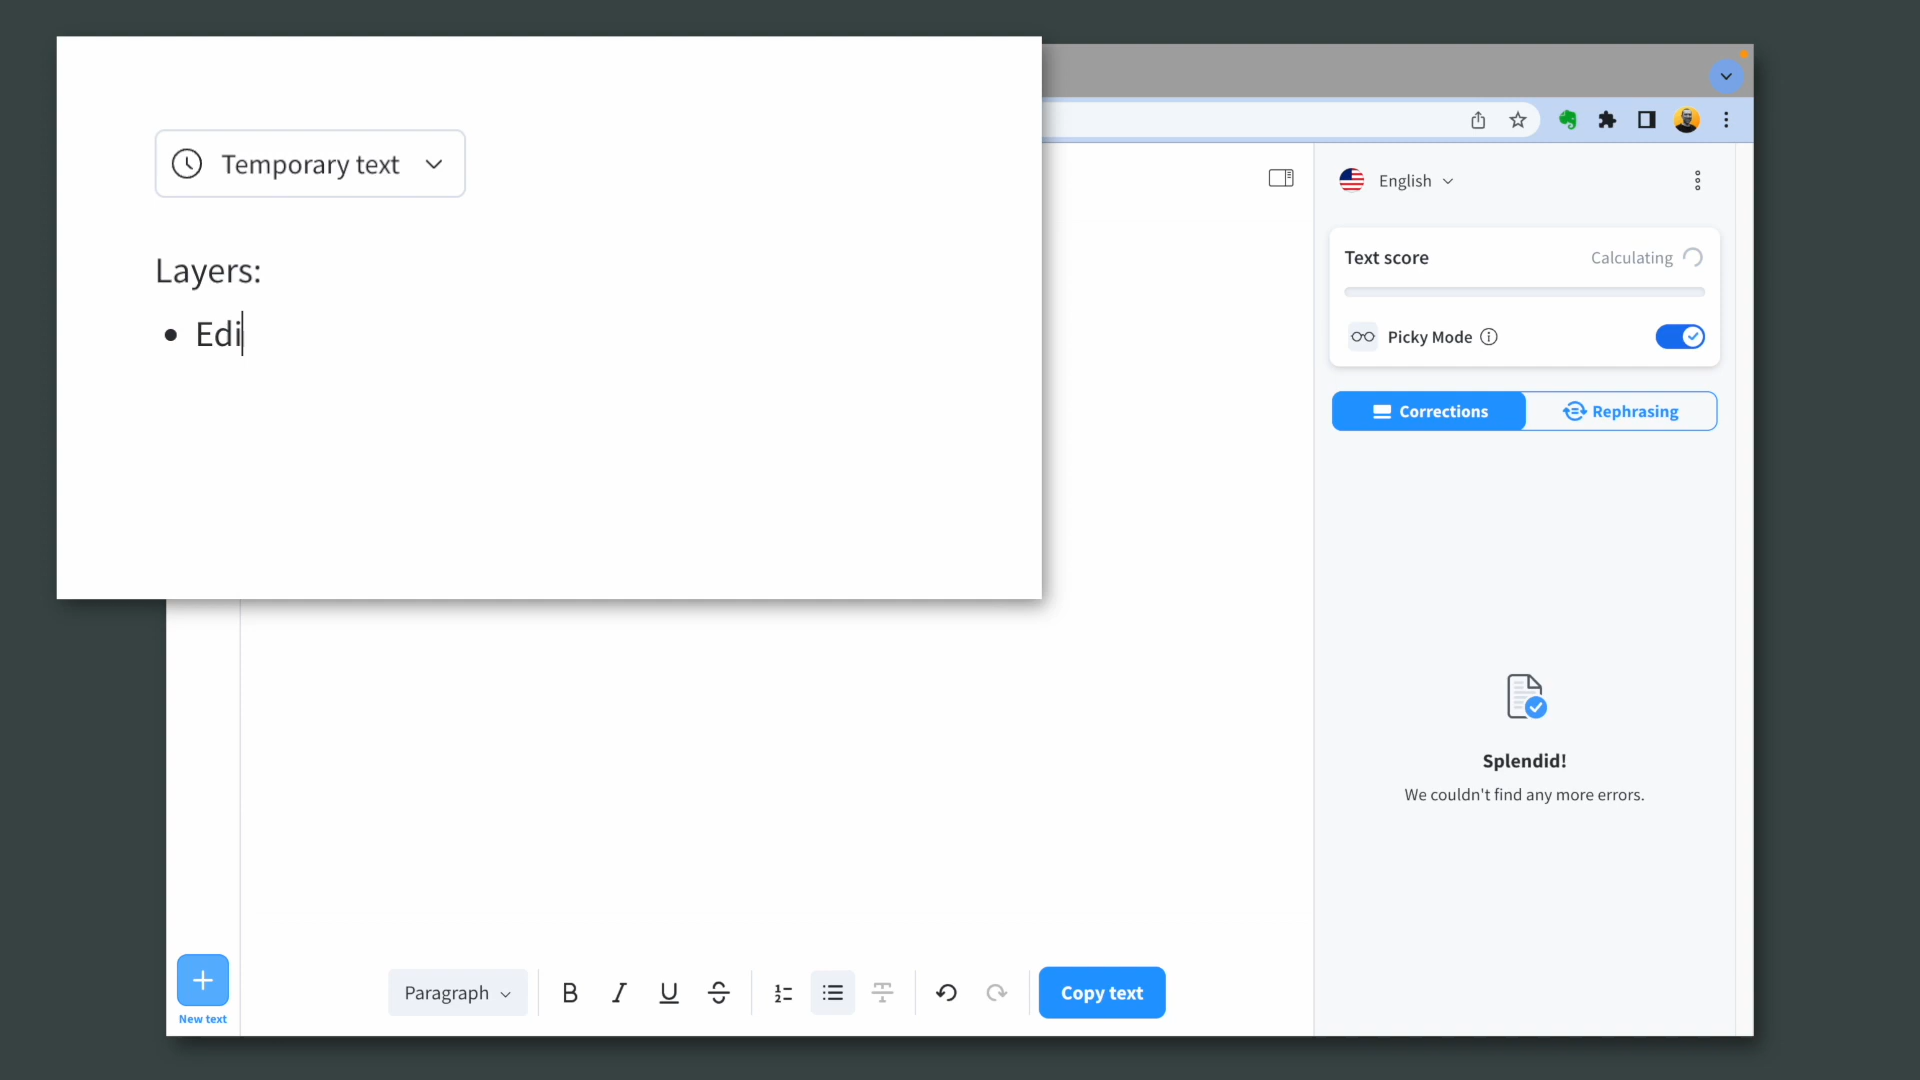 Temporary text
Layers:
• Edi
English
Text score
Calculating
Picky Mode
Corrections
Rephrasing
Splendid!
We couldn't find any more errors.
New text
Paragraph
B
I
U
S
Copy text